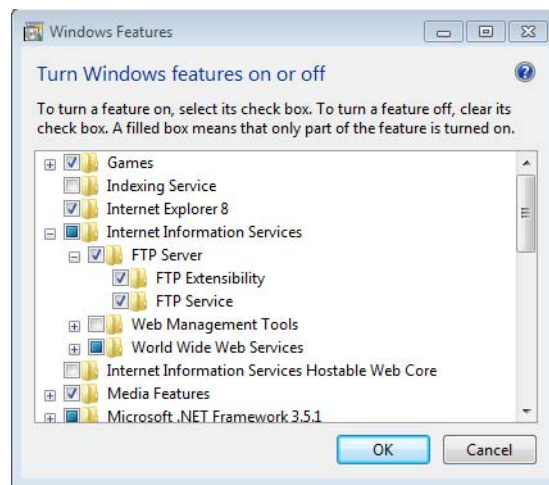 Windows Features
Turn Windows features on or off
To turn a feature on, select its check box. To turn a feature off, clear its
check box. A filled box means that only part of the feature is turned on.
Games
Indexing Service
Internet Explorer 8
Internet Information Services
FTP Server
FTP Extensibility
FTP Service
Web Management Tools
World Wide Web Services
Internet Information Services Hostable Web Core
Media Features
Microsoft .NET Framework 3.5.1
OK Cancel